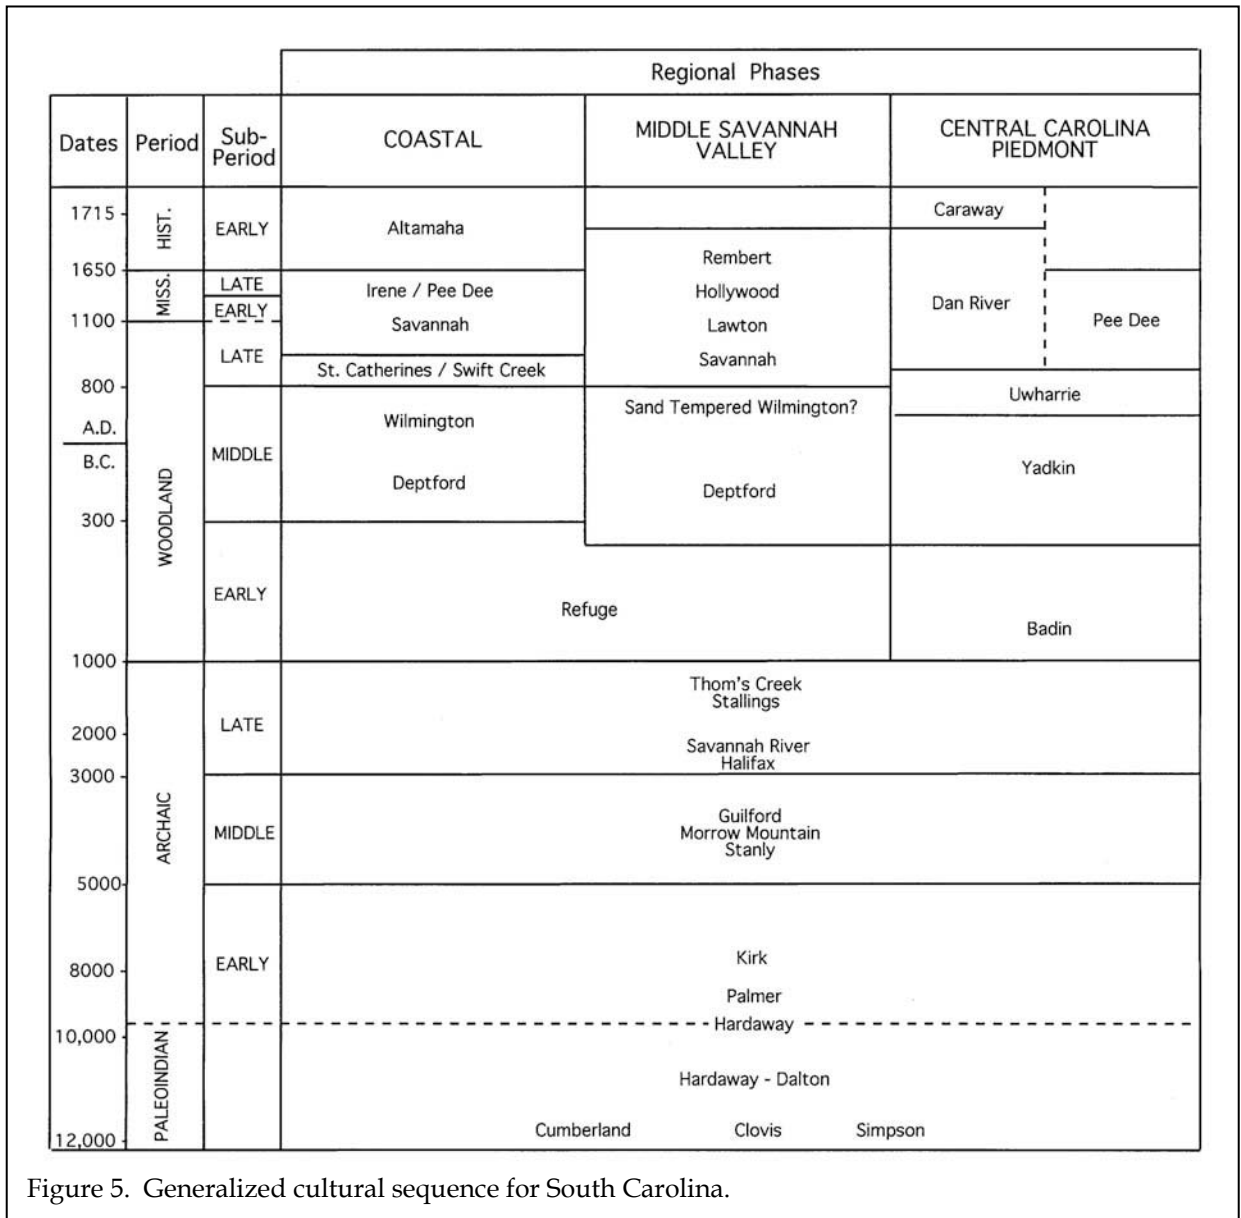 Regional Phases
Dates Period Sub- COASTAL MIDDLE SAVANNAH CENTRAL CAROLINA
Period VALLEY PIEDMONT
1715 HIST. EARLY Altamaha Caraway
Rembert
1650
MISS. LATE Irene / Pee Dee Hollywood Dan River
EARLY Pee Dee
1100 Savannah Lawton
LATE Savannah
St. Catherines / Swift Creek
800 Uwharrie
Sand Tempered Wilmington?
A.D. Wilmington
B.C. MIDDLE Yadkin
WOODLAND Deptford Deptford
300
EARLY Refuge
Badin
1000
Thom's Creek
Stallings
LATE
2000
Savannah River
Halifax
3000
ARCHAIC MIDDLE Guilford
Morrow Mountain
Stanly
5000
EARLY Kirk
8000
Palmer
Hardaway
10,000
PALEOINDIAN Hardaway - Dalton
12,000 Cumberland Clovis Simpson
Figure 5. Generalized cultural sequence for South Carolina.